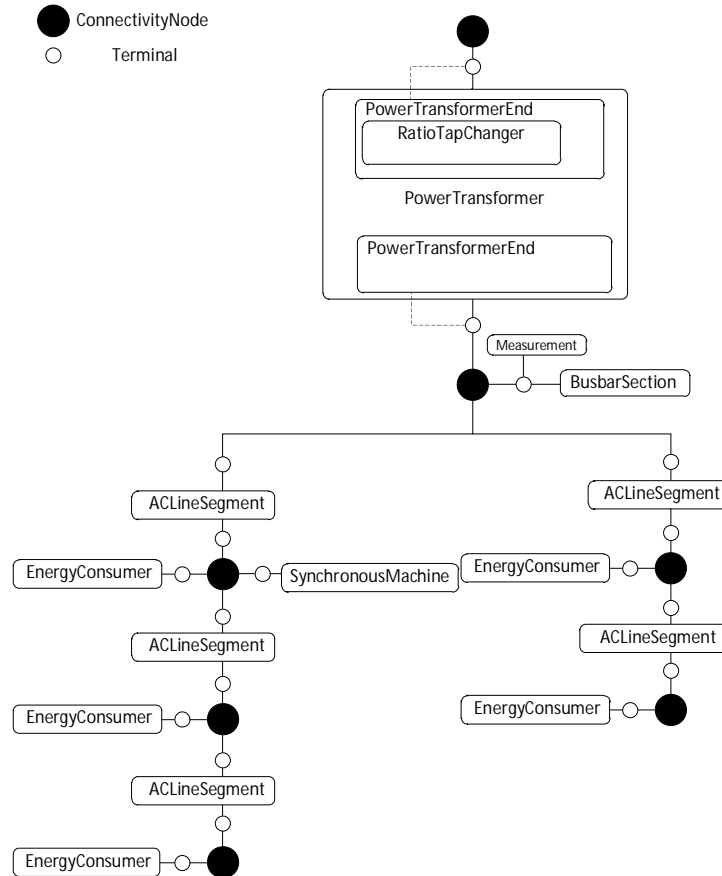 ConnectivityNode
Terminal
PowerTransformerEnd
RatioTapChanger
PowerTransformer
PowerTransformerEnd
Measurement
BusbarSection
ACLineSegment
ACLineSegment
EnergyConsumer
SynchronousMachine
EnergyConsumer
ACLineSegment
ACLineSegment
EnergyConsumer
EnergyConsumer
ACLineSegment
EnergyConsumer